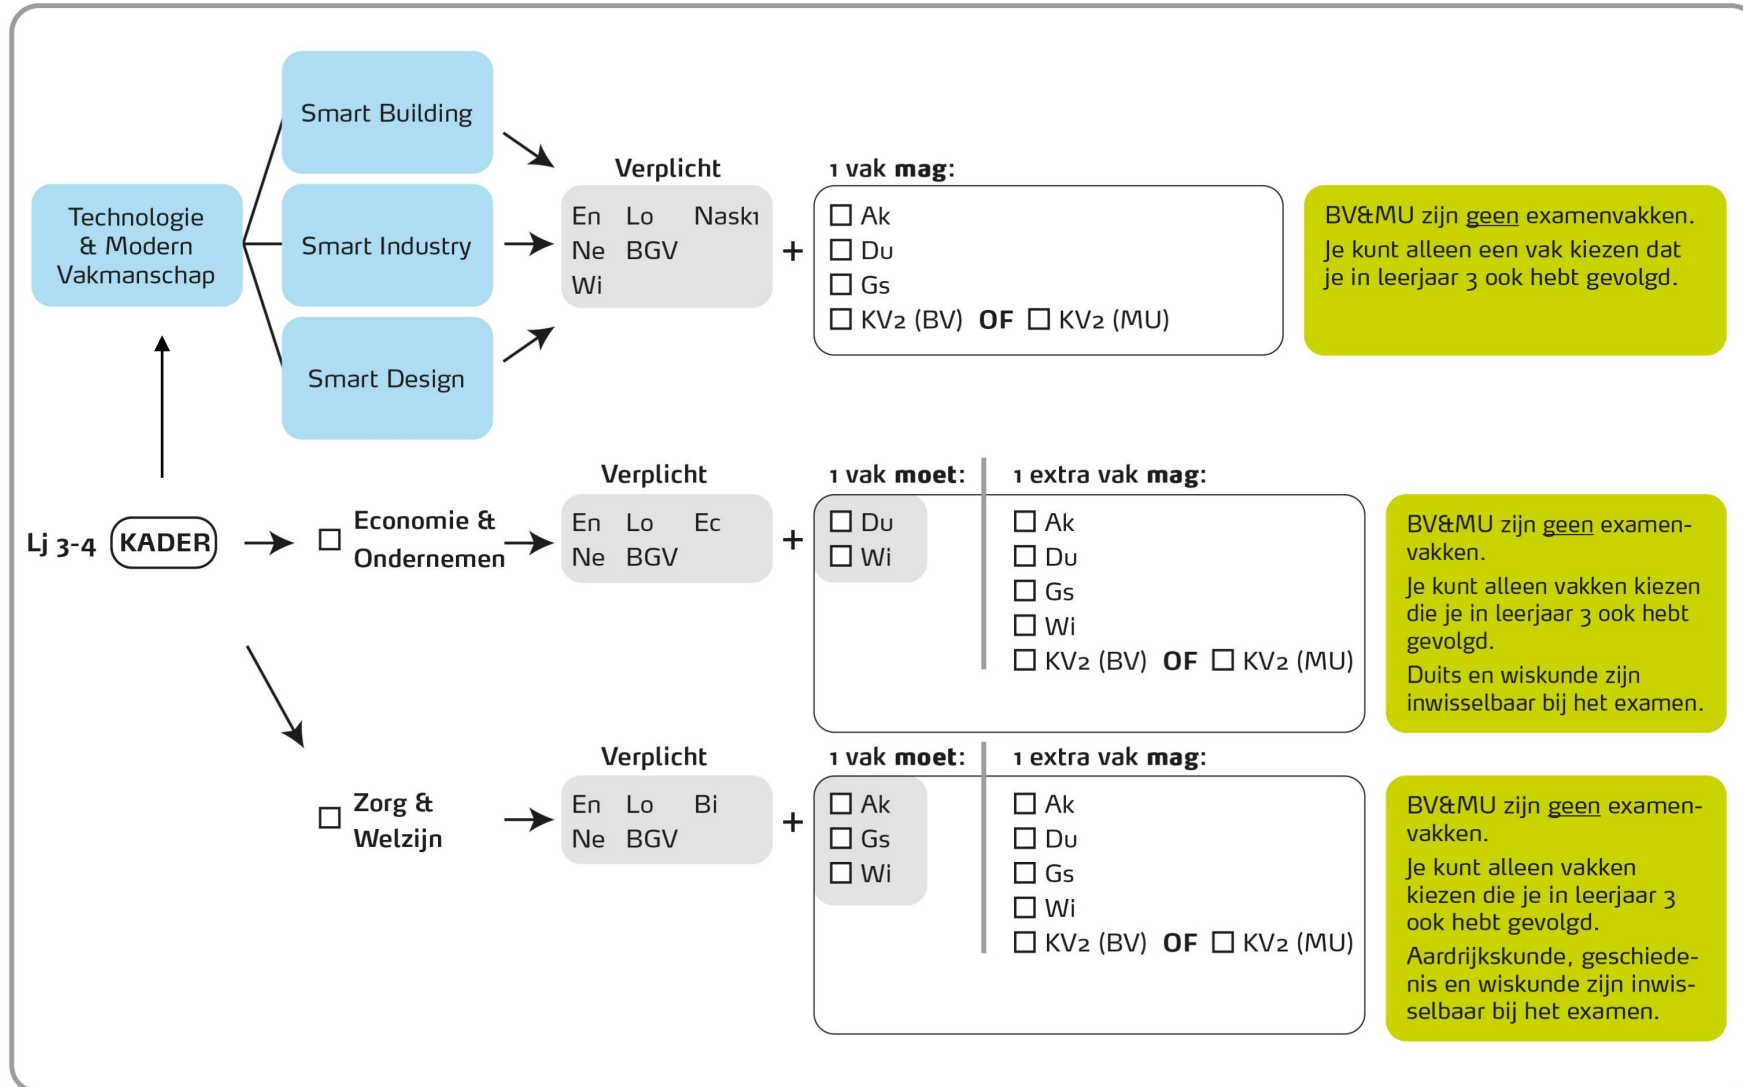 Smart Building
Technologie
& Modern
Vakmanschap
Smart Industry
Smart Design
Verplicht
En Lo Nask1
Ne BGV
Wi
+
1 vak mag:
Ak
Du
Gs
KV2 (BV) OF KV2 (MU)
BV&MU zijn geen examenvakken.
Je kunt alleen een vak kiezen dat
je in leerjaar 3 ook hebt gevolgd.
Lj 3-4 KADER
Economie &
Ondernemen
Verplicht
En Lo Ec
Ne BGV
+
1 vak moet:
Du
Wi
1 extra vak mag:
Ak
Du
Gs
Wi
KV2 (BV) OF KV2 (MU)
BV&MU zijn geen examen-
vakken.
Je kunt alleen vakken kiezen
die je in leerjaar 3 ook hebt
gevolgd.
Duits en wiskunde zijn
inwisselbaar bij het examen.
Zorg &
Welzijn
Verplicht
En Lo Bi
Ne BGV
+
1 vak moet:
Ak
Gs
Wi
1 extra vak mag:
Ak
Du
Gs
Wi
KV2 (BV) OF KV2 (MU)
BV&MU zijn geen examen-
vakken.
Je kunt alleen vakken
kiezen die je in leerjaar 3
ook hebt gevolgd.
Aardrijkskunde, geschiede-
nis en wiskunde zijn inwis-
selbaar bij het examen.